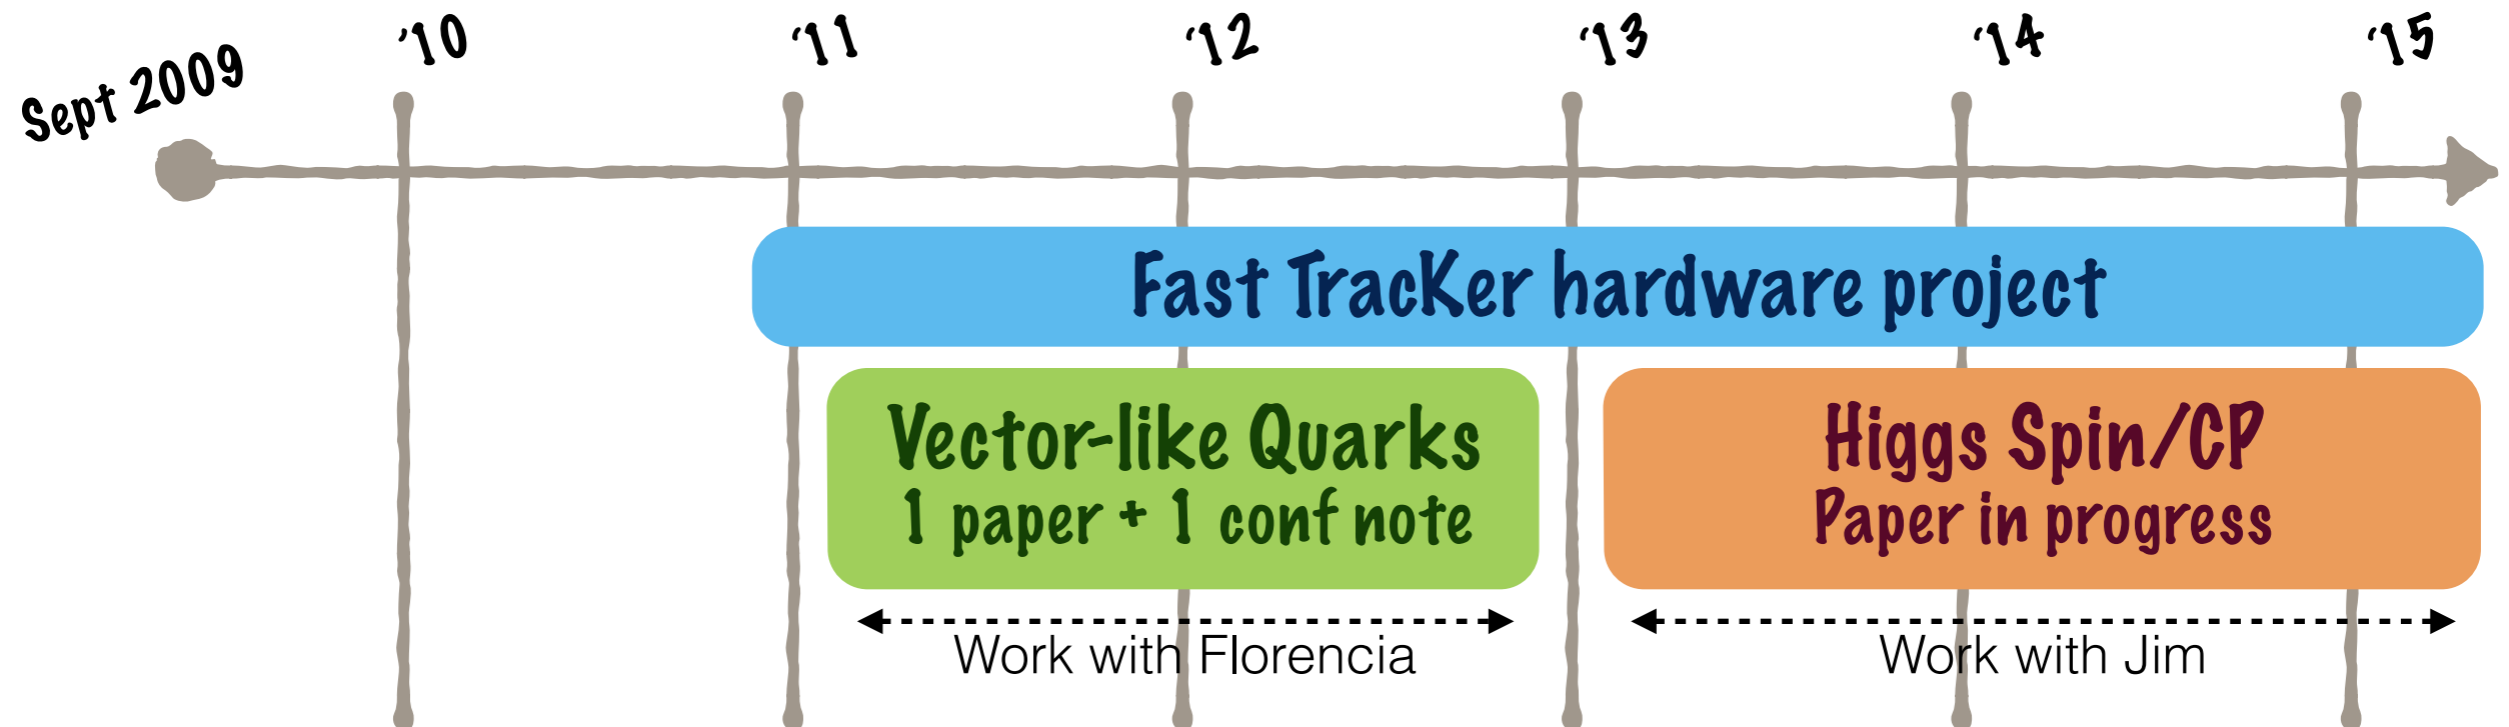 Sept 2009
'10
'11
'12
'13
'14
'15
Fast TracKer hardware project
Vector-like Quarks
1 paper + 1 conf note
Higgs Spin/CP
Paper in progress
Work with Florencia
Work with Jim